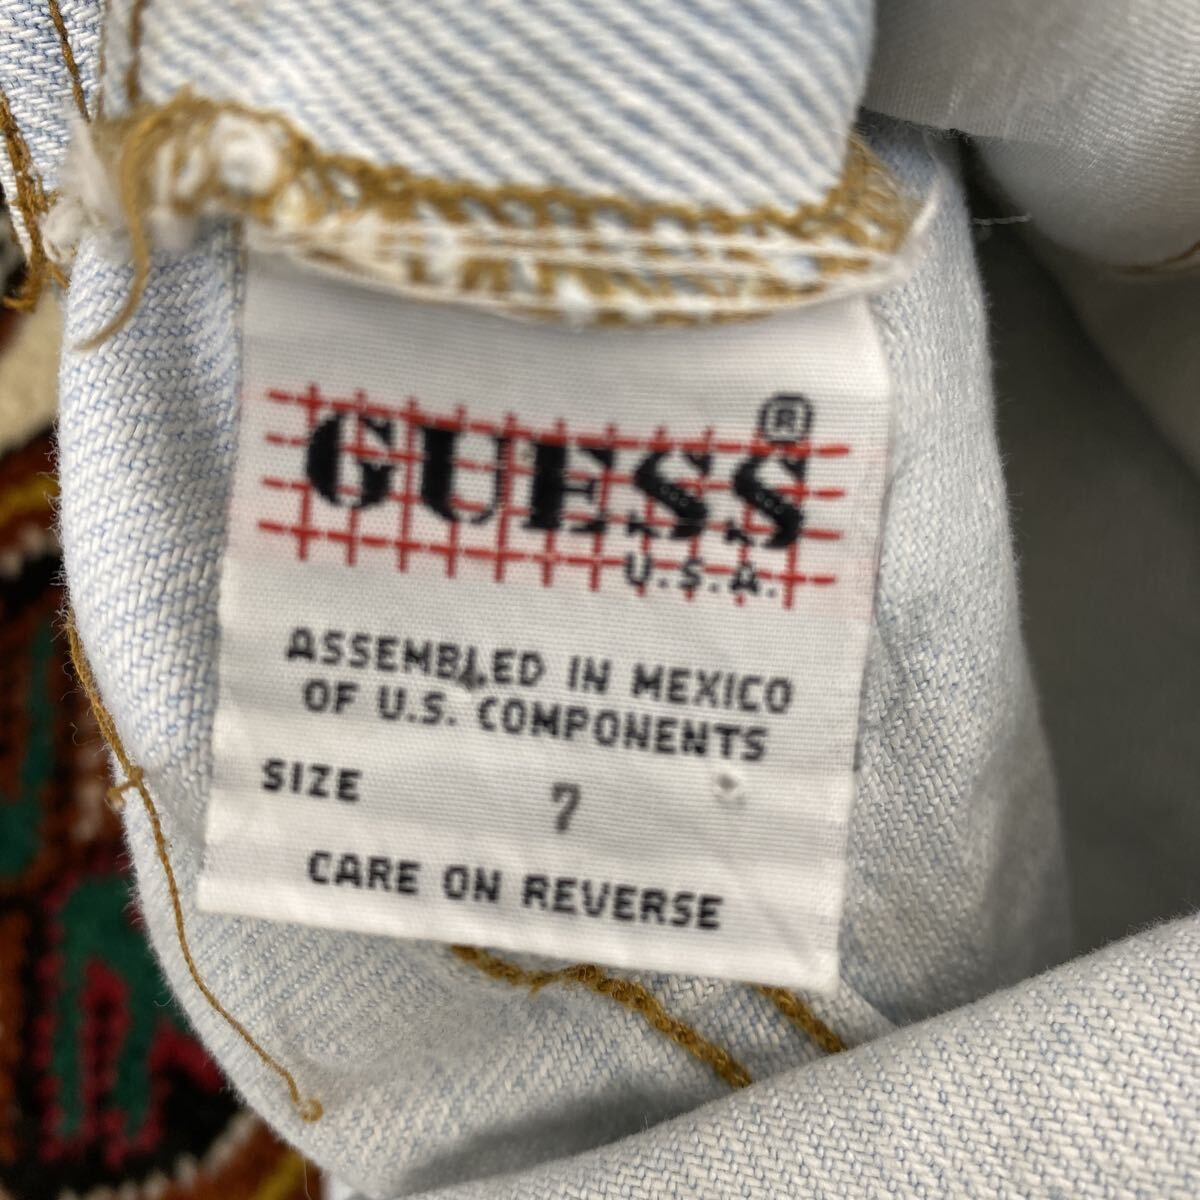 GUESS®
U.S.A.
ASSEMBLED IN MEXICO
OF U.S. COMPONENTS
SIZE 7
CARE ON REVERSE